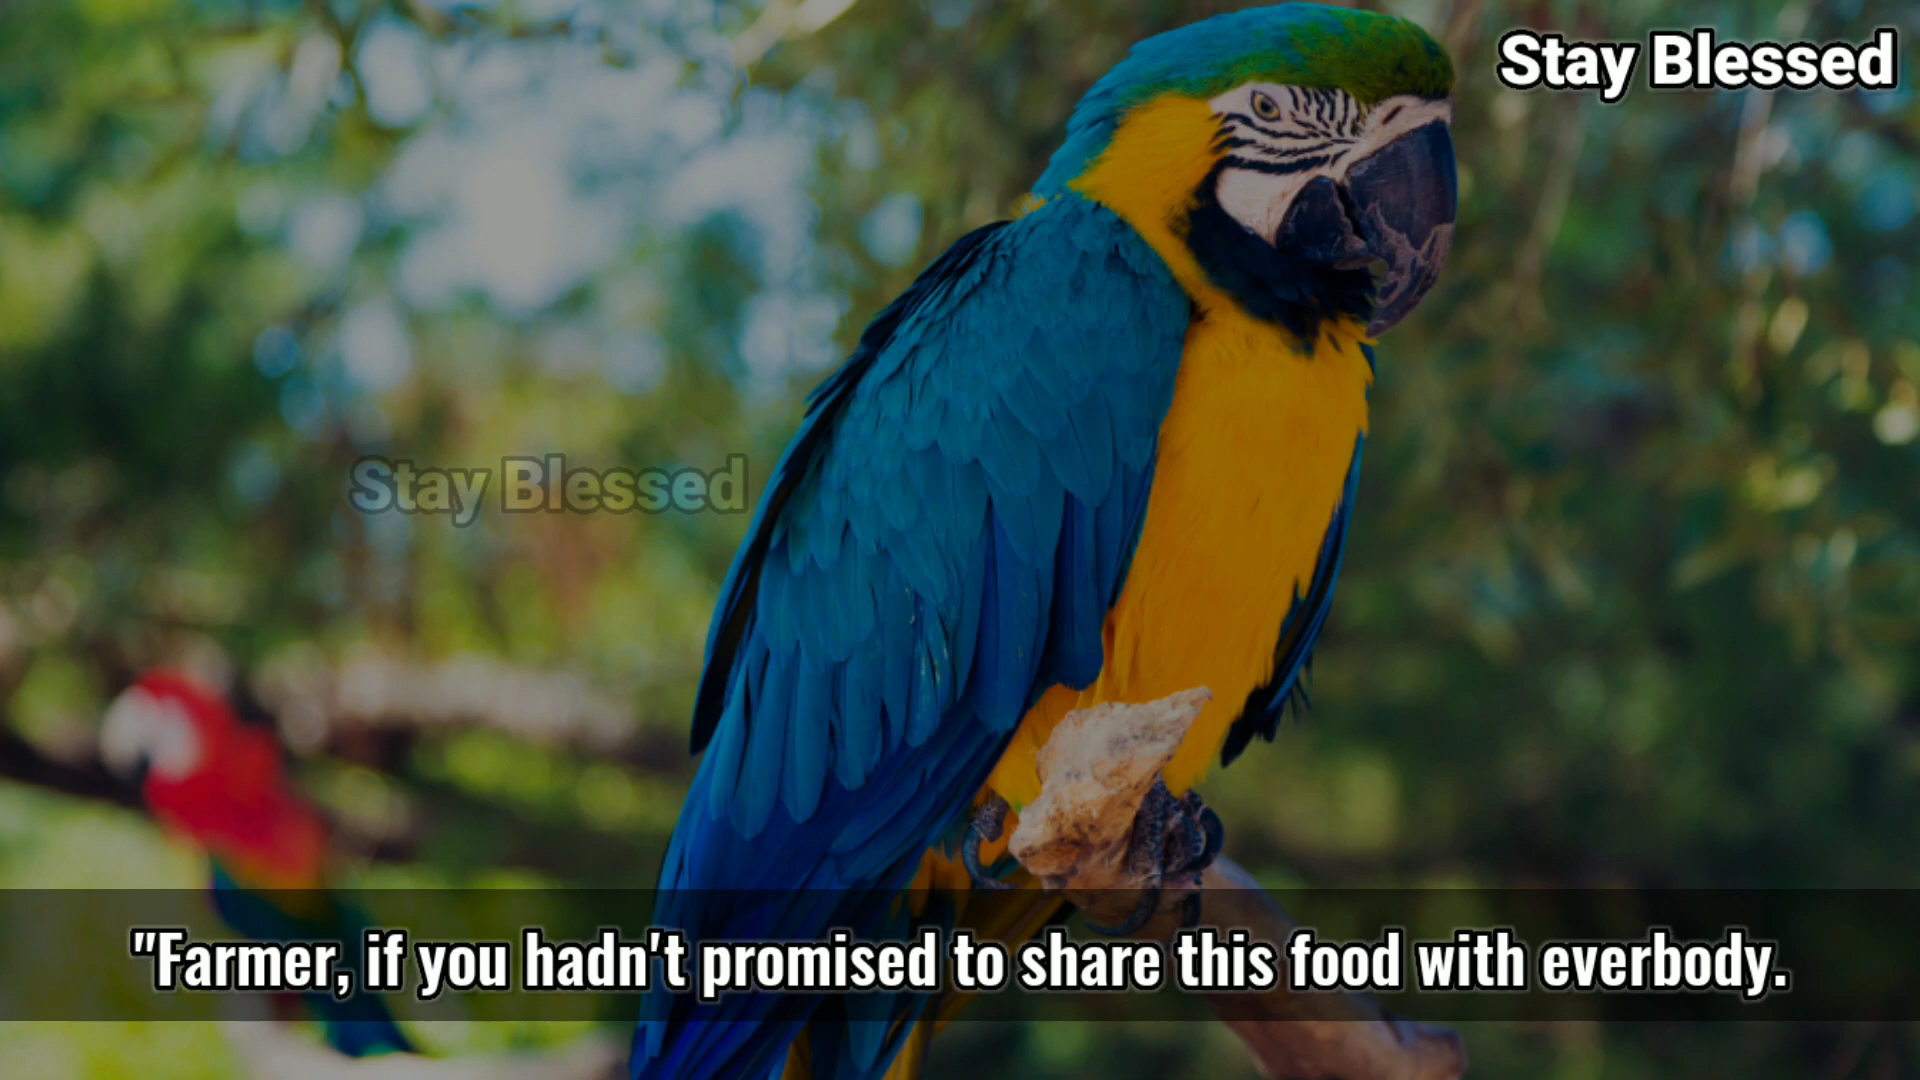 Stay Blessed
Stay Blessed
"Farmer, if you hadn't promised to share this food with everbody.